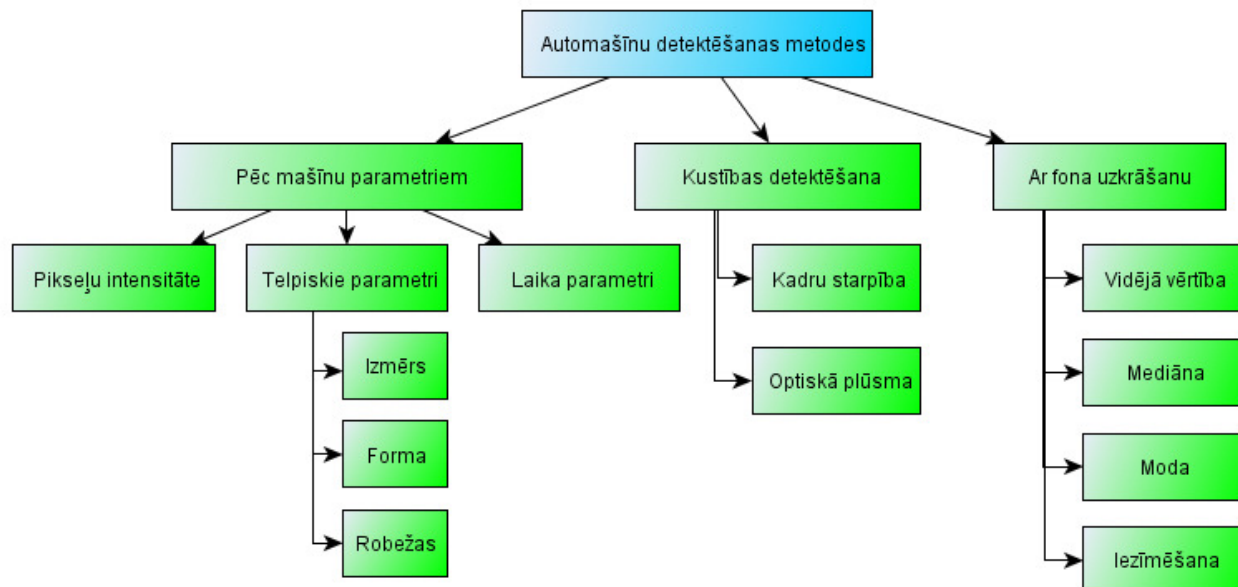 Automašīnu detektēšanas metodes
Pēc mašīnu parametriem
Kustības detektēšana
Ar fona uzkrāšanu
Pikseļu intensitāte
Telpiskie parametri
Laika parametri
Izmērs
Forma
Robežas
Kadru starpība
Optiskā plūsma
Vidējā vērtība
Mediāna
Moda
Iezīmēšana